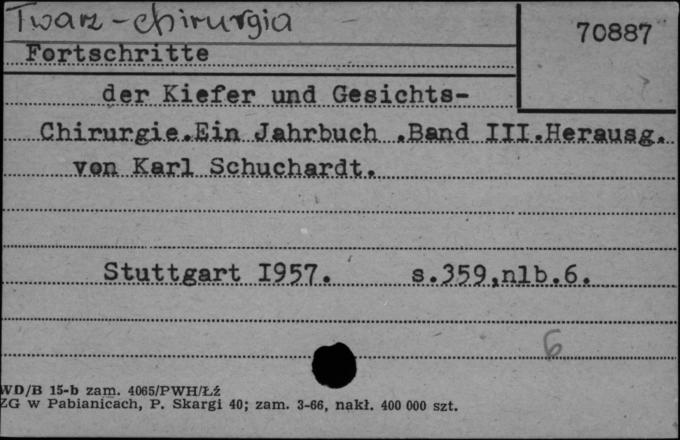 Twarz - chirurgia
70887
Fortschritte
der Kiefer und Gesichts-
Chirurgie.Ein Jahrbuch .Band III.Herausg.
von Karl Schuchardt.
Stuttgart I957. s.359,nlb.6.
6
WD/B 15-b zam. 4065/PWH/Łź
ZG w Pabianicach, P. Skargi 40; zam. 3-66, nakł. 400 000 szt.